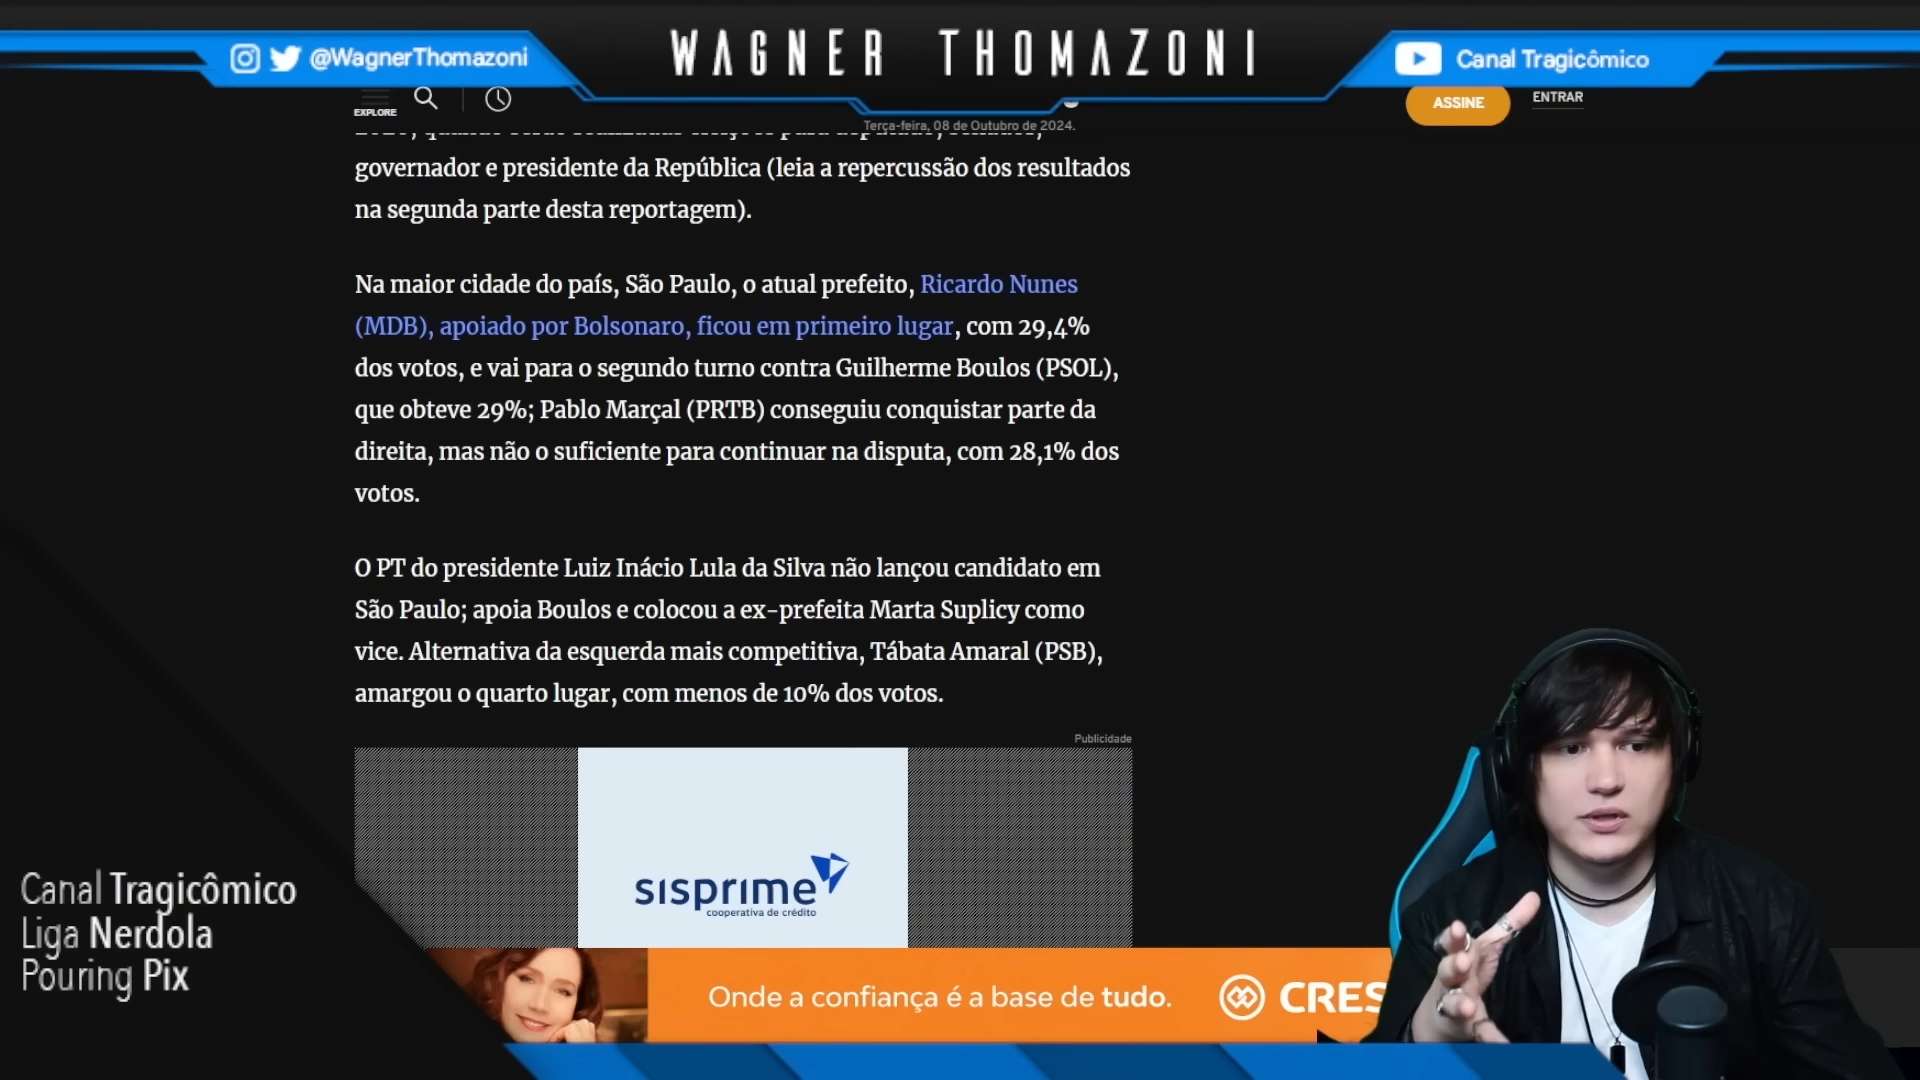 WAGNER THOMAZONI
@WagnerThomazoni
Canal Tragicômico
EXPLORE
ASSINE
ENTRAR
Terça-feira, 08 de Outubro de 2024.
governador e presidente da República (leia a repercussão dos resultados
na segunda parte desta reportagem).
Na maior cidade do país, São Paulo, o atual prefeito, Ricardo Nunes
(MDB), apoiado por Bolsonaro, ficou em primeiro lugar, com 29,4%
dos votos, e vai para o segundo turno contra Guilherme Boulos (PSOL),
que obteve 29%; Pablo Marçal (PRTB) conseguiu conquistar parte da
direita, mas não o suficiente para continuar na disputa, com 28,1% dos
votos.
O PT do presidente Luiz Inácio Lula da Silva não lançou candidato em
São Paulo; apoia Boulos e colocou a ex-prefeita Marta Suplicy como
vice. Alternativa da esquerda mais competitiva, Tábata Amaral (PSB),
amargou o quarto lugar, com menos de 10% dos votos.
Publicidade
sisprime
cooperativa de crédito
Canal Tragicômico
Liga Nerdola
Pouring Pix
Onde a confiança é a base de tudo.
CRES